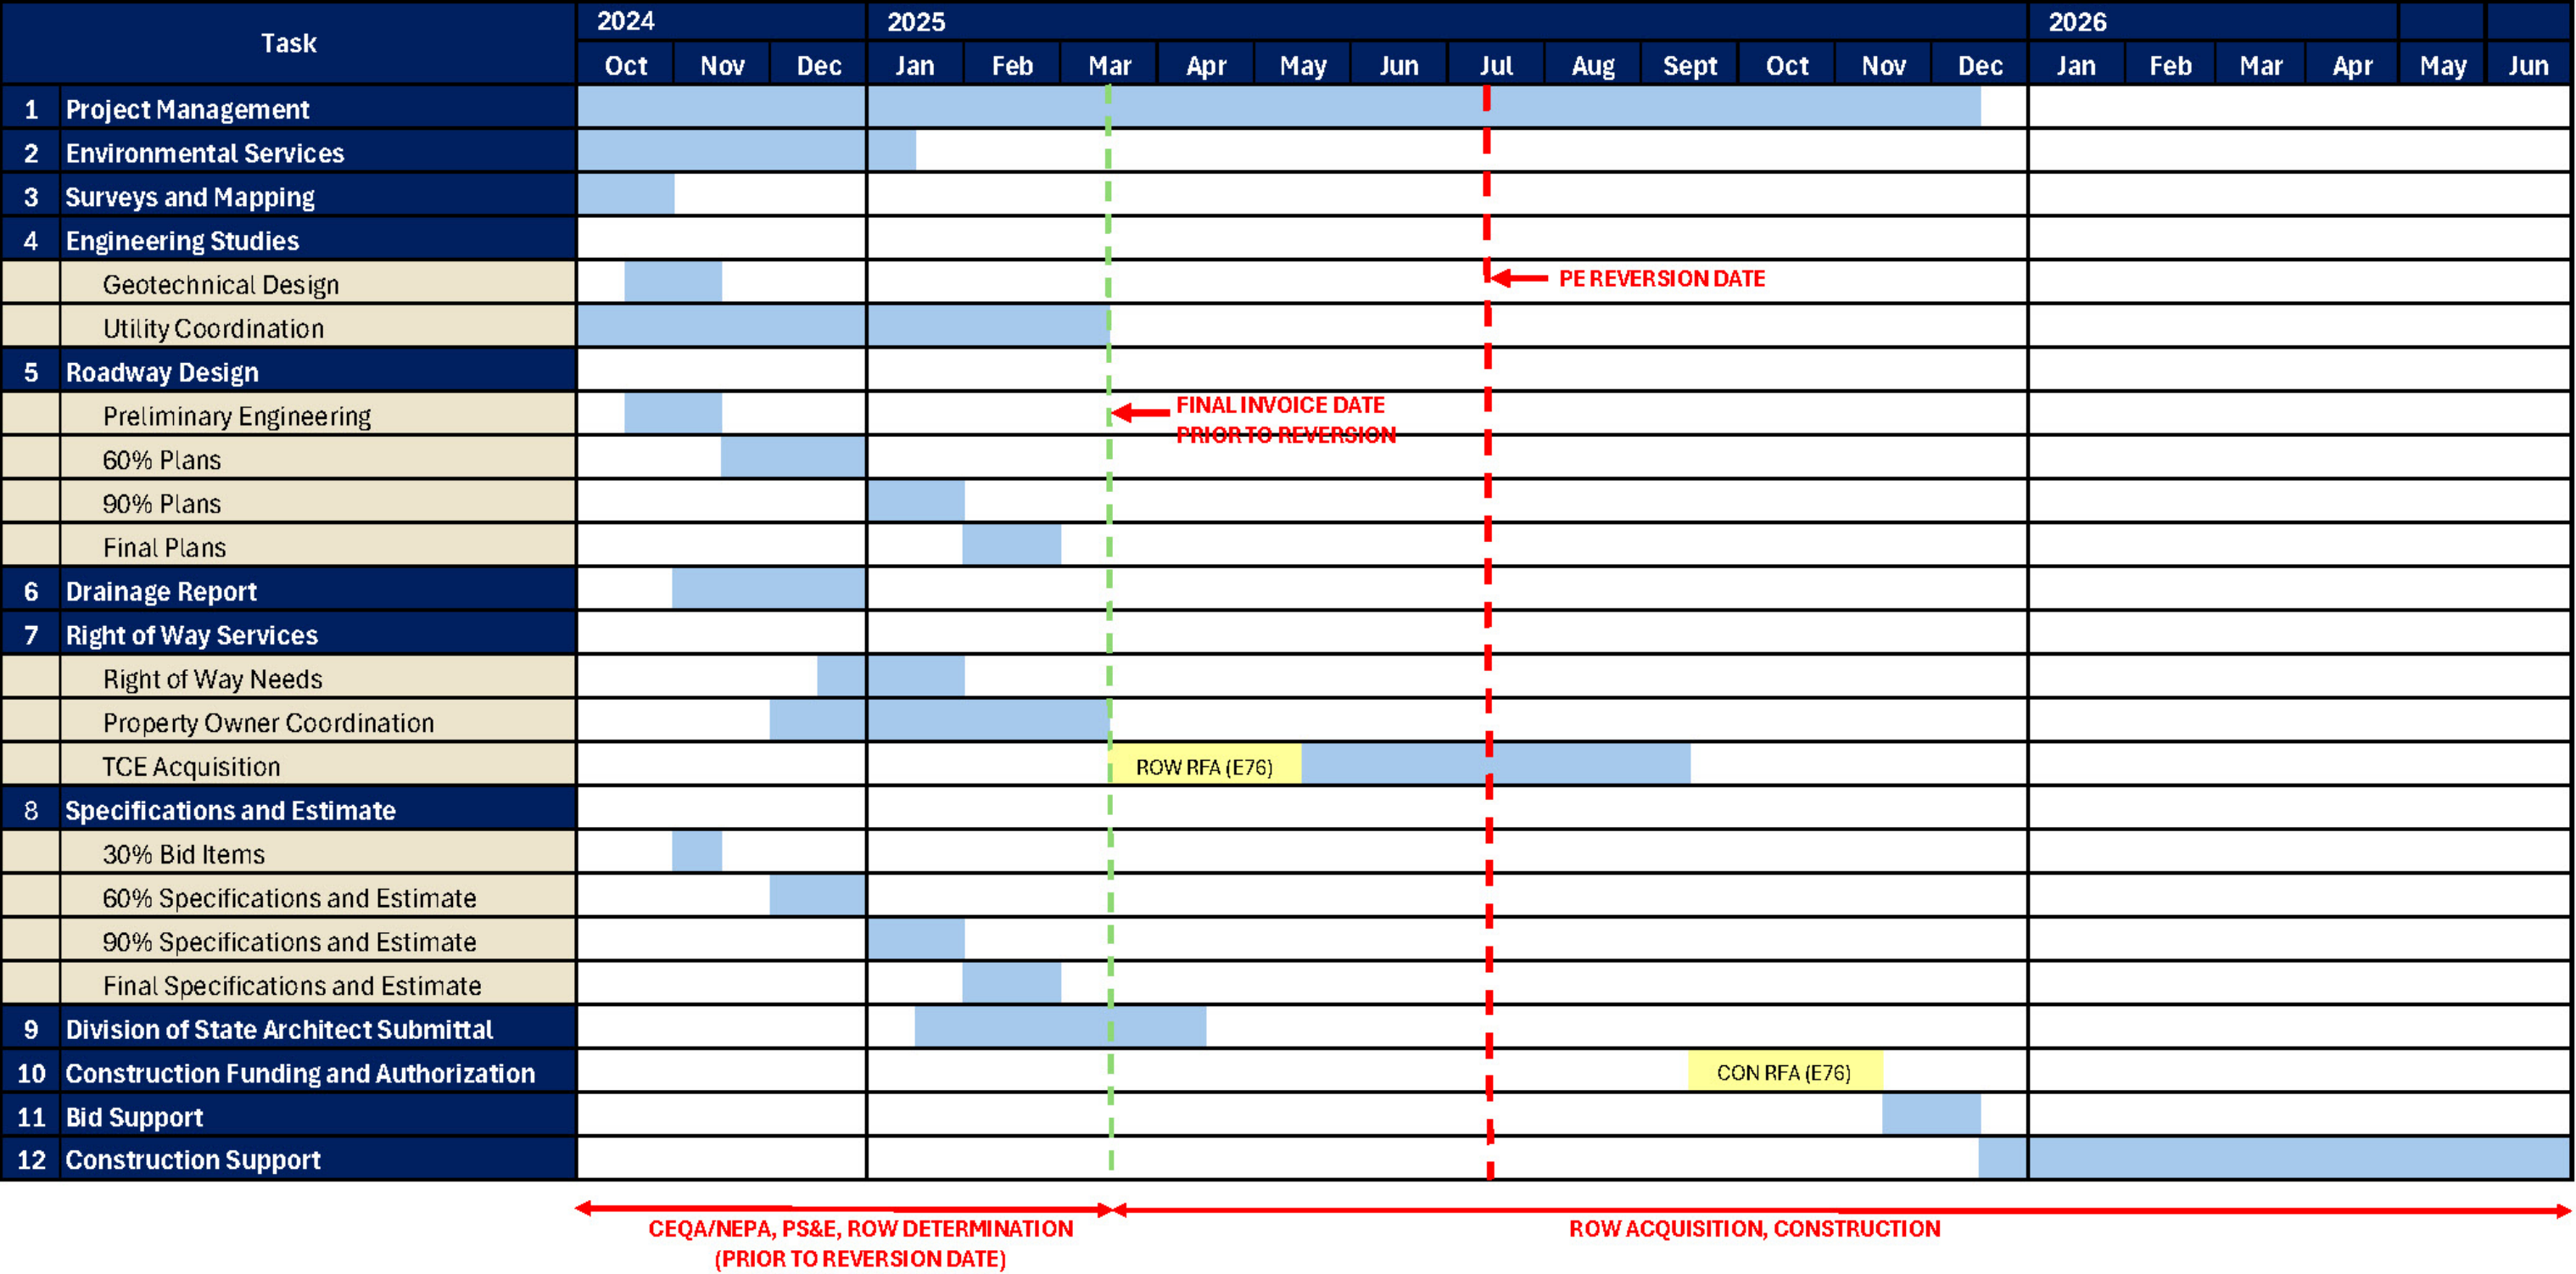 Task
2024 2025 2026
Oct Nov Dec Jan Feb Mar Apr May Jun Jul Aug Sept Oct Nov Dec Jan Feb Mar Apr May Jun
1 Project Management
2 Environmental Services
3 Surveys and Mapping
4 Engineering Studies
Geotechnical Design
PE REVERSION DATE
Utility Coordination
5 Roadway Design
Preliminary Engineering
FINAL INVOICE DATE
PRIOR TO REVERSION
60% Plans
90% Plans
Final Plans
6 Drainage Report
7 Right of Way Services
Right of Way Needs
Property Owner Coordination
TCE Acquisition ROW RFA (E76)
8 Specifications and Estimate
30% Bid Items
60% Specifications and Estimate
90% Specifications and Estimate
Final Specifications and Estimate
9 Division of State Architect Submittal
10 Construction Funding and Authorization CON RFA (E76)
11 Bid Support
12 Construction Support
CEQA/NEPA, PS&E, ROW DETERMINATION
(PRIOR TO REVERSION DATE)
ROW ACQUISITION, CONSTRUCTION